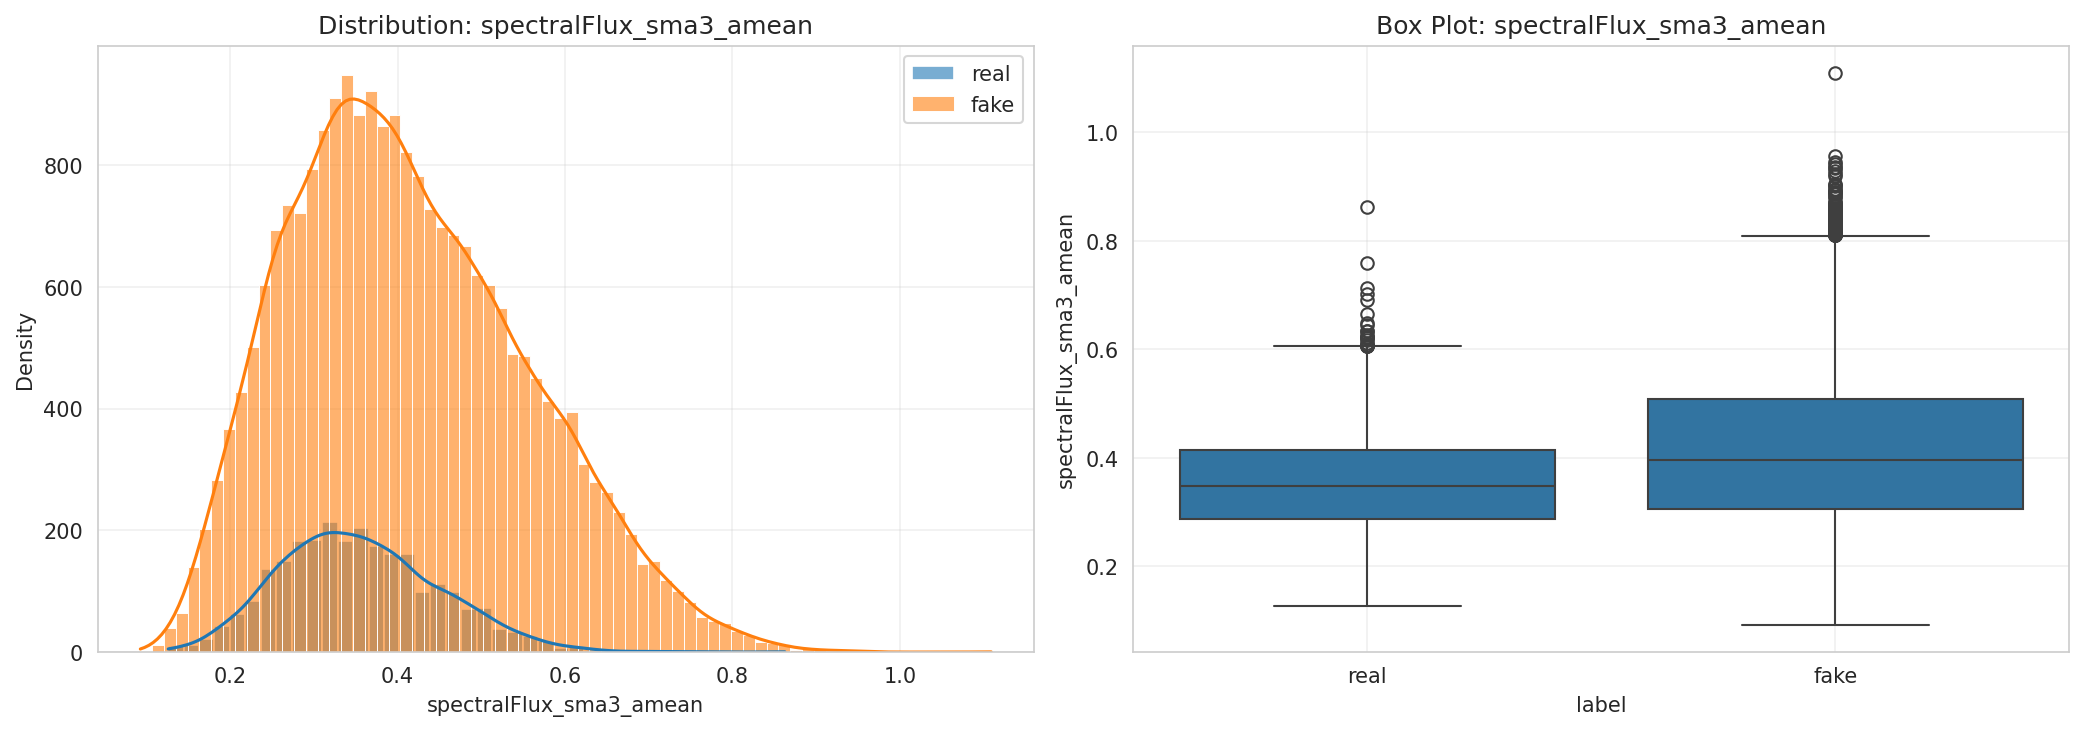 Distribution: spectralFlux_sma3_amean
real
fake
Density
800
600
400
200
0
0.2 0.4 0.6 0.8 1.0
spectralFlux_sma3_amean
Box Plot: spectralFlux_sma3_amean
spectralFlux_sma3_amean
1.0
0.8
0.6
0.4
0.2
real fake
label